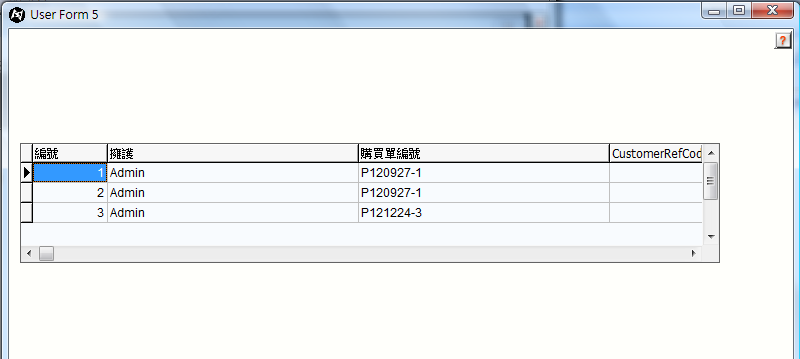 User Form 5
?
編號 擁護 購買單編號 CustomerRefCod
1 Admin P120927-1
2 Admin P120927-1
3 Admin P121224-3